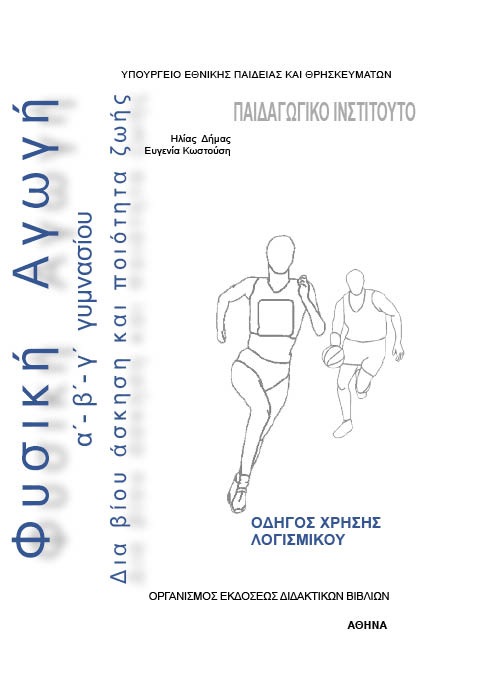 ΥΠΟΥΡΓΕΙΟ ΕΘΝΙΚΗΣ ΠΑΙΔΕΙΑΣ ΚΑΙ ΘΡΗΣΚΕΥΜΑΤΩΝ
ΠΑΙΔΑΓΩΓΙΚΟ ΙΝΣΤΙΤΟΥΤΟ
Ηλίας Δήμας
Ευγενία Κωστούση
Φυσική Αγωγή
α΄- β΄- γ΄ γυμνασίου
Δια βίου άσκηση και ποιότητα ζωής
ΟΔΗΓΟΣ ΧΡΗΣΗΣ
ΛΟΓΙΣΜΙΚΟΥ
ΟΡΓΑΝΙΣΜΟΣ ΕΚΔΟΣΕΩΣ ΔΙΔΑΚΤΙΚΩΝ ΒΙΒΛΙΩΝ
ΑΘΗΝΑ